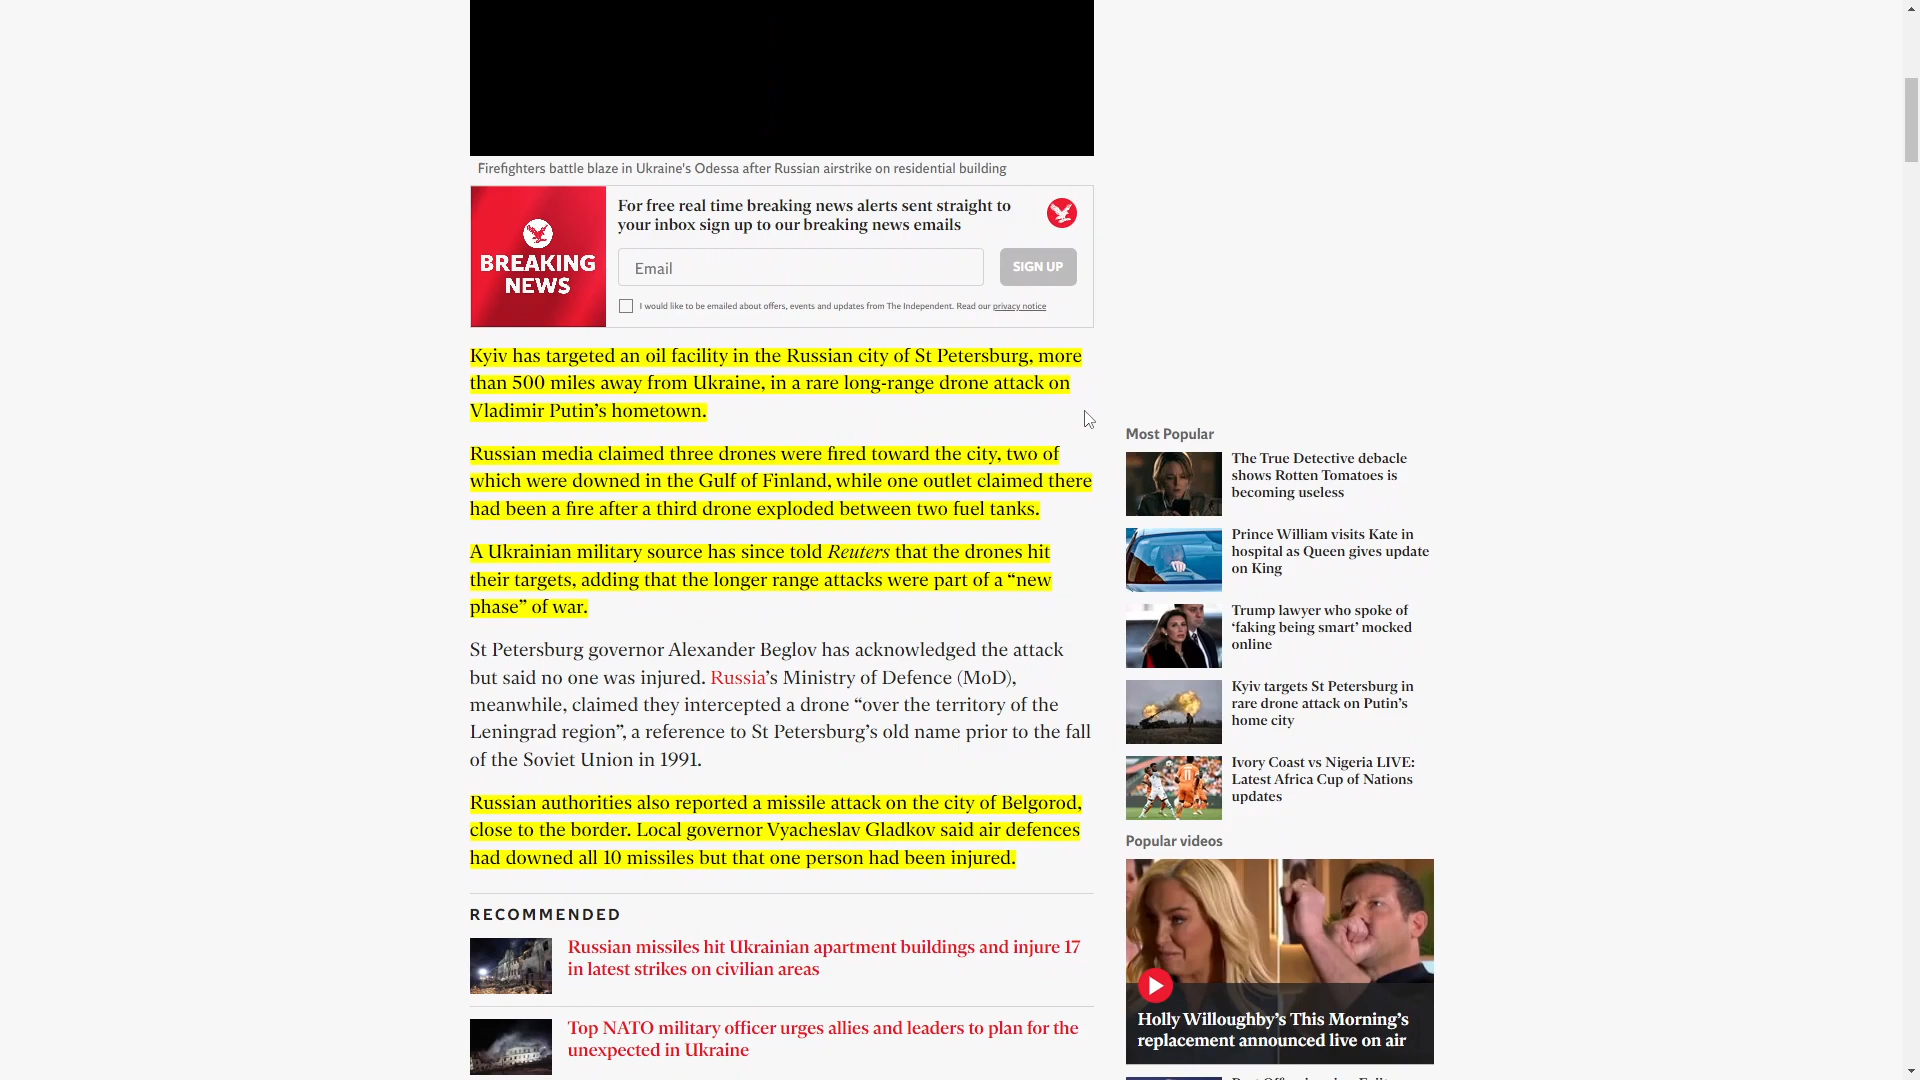 Firefighters battle blaze in Ukraine's Odessa after Russian airstrike on residential building
BREAKING
NEWS
For free real time breaking news alerts sent straight to
your inbox sign up to our breaking news emails
Email
SIGN UP
I would like to be emailed about offers, events and updates from The Independent. Read our privacy notice
Kyiv has targeted an oil facility in the Russian city of St Petersburg, more
than 500 miles away from Ukraine, in a rare long-range drone attack on
Vladimir Putin’s hometown.
Russian media claimed three drones were fired toward the city, two of
which were downed in the Gulf of Finland, while one outlet claimed there
had been a fire after a third drone exploded between two fuel tanks.
A Ukrainian military source has since told Reuters that the drones hit
their targets, adding that the longer range attacks were part of a “new
phase” of war.
St Petersburg governor Alexander Beglov has acknowledged the attack
but said no one was injured. Russia’s Ministry of Defence (MoD),
meanwhile, claimed they intercepted a drone “over the territory of the
Leningrad region”, a reference to St Petersburg’s old name prior to the fall
of the Soviet Union in 1991.
Russian authorities also reported a missile attack on the city of Belgorod,
close to the border. Local governor Vyacheslav Gladkov said air defences
had downed all 10 missiles but that one person had been injured.
RECOMMENDED
Russian missiles hit Ukrainian apartment buildings and injure 17
in latest strikes on civilian areas
Top NATO military officer urges allies and leaders to plan for the
unexpected in Ukraine
Most Popular
The True Detective debacle
shows Rotten Tomatoes is
becoming useless
Prince William visits Kate in
hospital as Queen gives update
on King
Trump lawyer who spoke of
‘faking being smart’ mocked
online
Kyiv targets St Petersburg in
rare drone attack on Putin’s
home city
Ivory Coast vs Nigeria LIVE:
Latest Africa Cup of Nations
updates
Popular videos
Holly Willoughby’s This Morning’s
replacement announced live on air